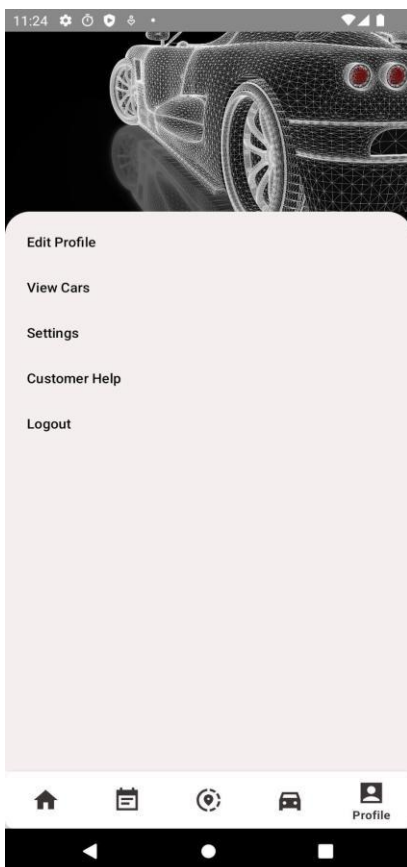 11:24
Edit Profile
View Cars
Settings
Customer Help
Logout
Profile